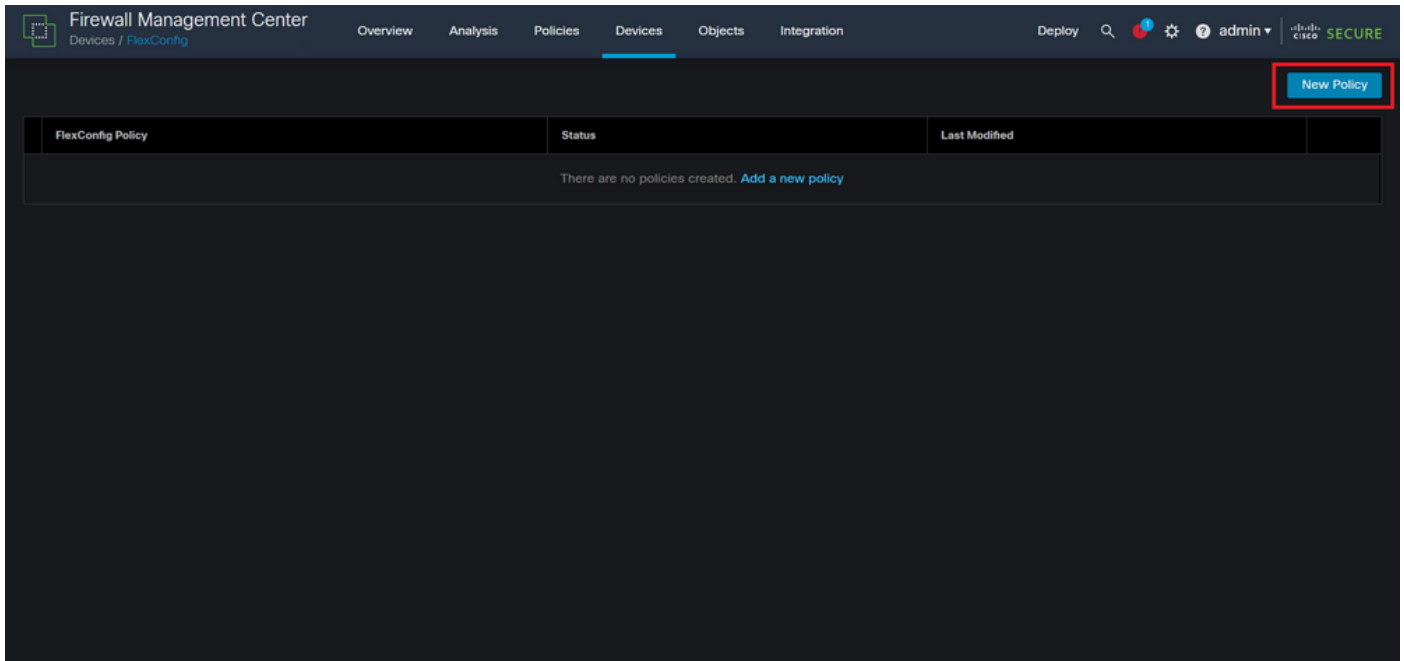 Firewall Management Center
Devices / FlexConfig
Overview Analysis Policies Devices Objects Integration Deploy 1 admin cisco SECURE
New Policy
FlexConfig Policy Status Last Modified
There are no policies created. Add a new policy